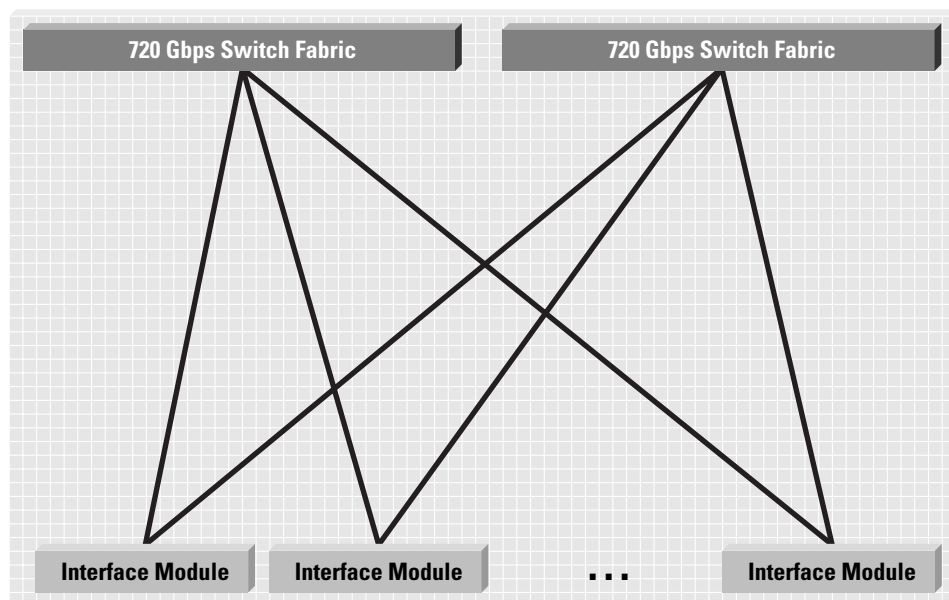 720 Gbps Switch Fabric
720 Gbps Switch Fabric
Interface Module
Interface Module
...
Interface Module